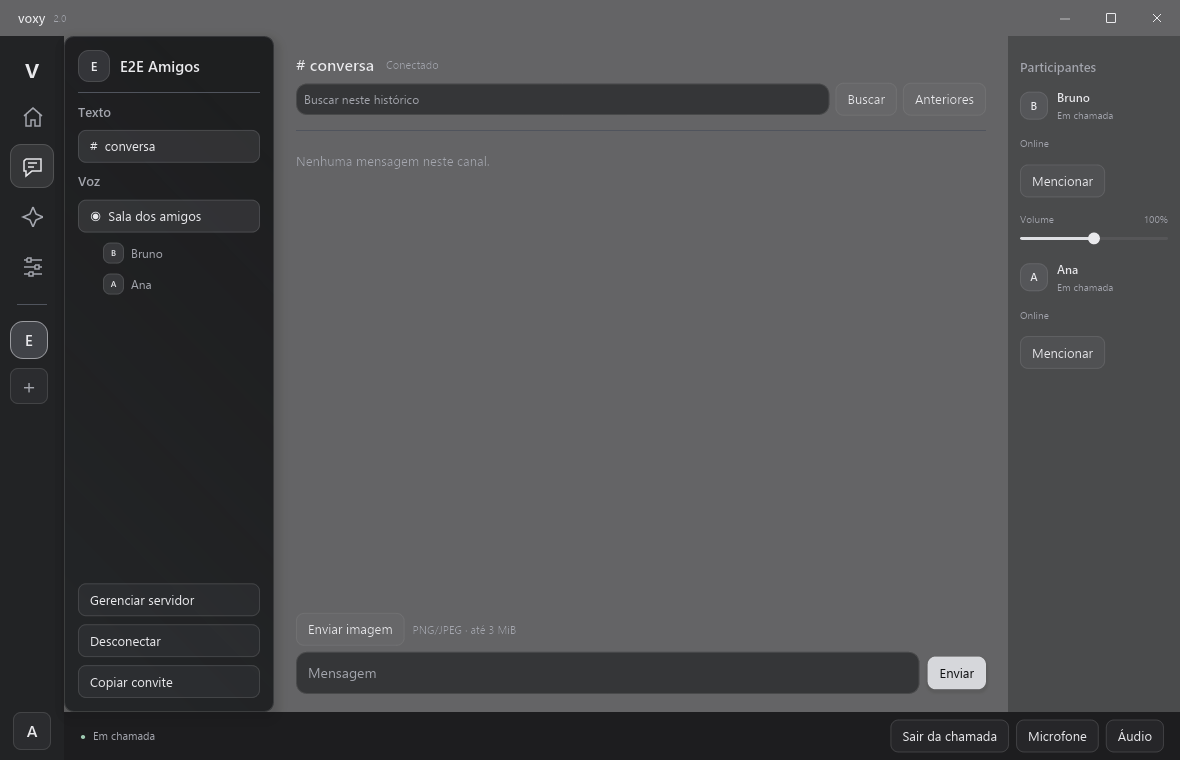 voxy 2.0
V
E
+
A
E E2E Amigos
Texto
# conversa
Voz
Sala dos amigos
B Bruno
A Ana
Gerenciar servidor
Desconectar
Copiar convite
# conversa Conectado
Buscar neste histórico Buscar Anteriores
Nenhuma mensagem neste canal.
Enviar imagem PNG/JPEG · até 3 MiB
Mensagem Enviar
Participantes
B Bruno
Em chamada
Online
Mencionar
Volume 100%
A Ana
Em chamada
Online
Mencionar
Em chamada Sair da chamada Microfone Áudio